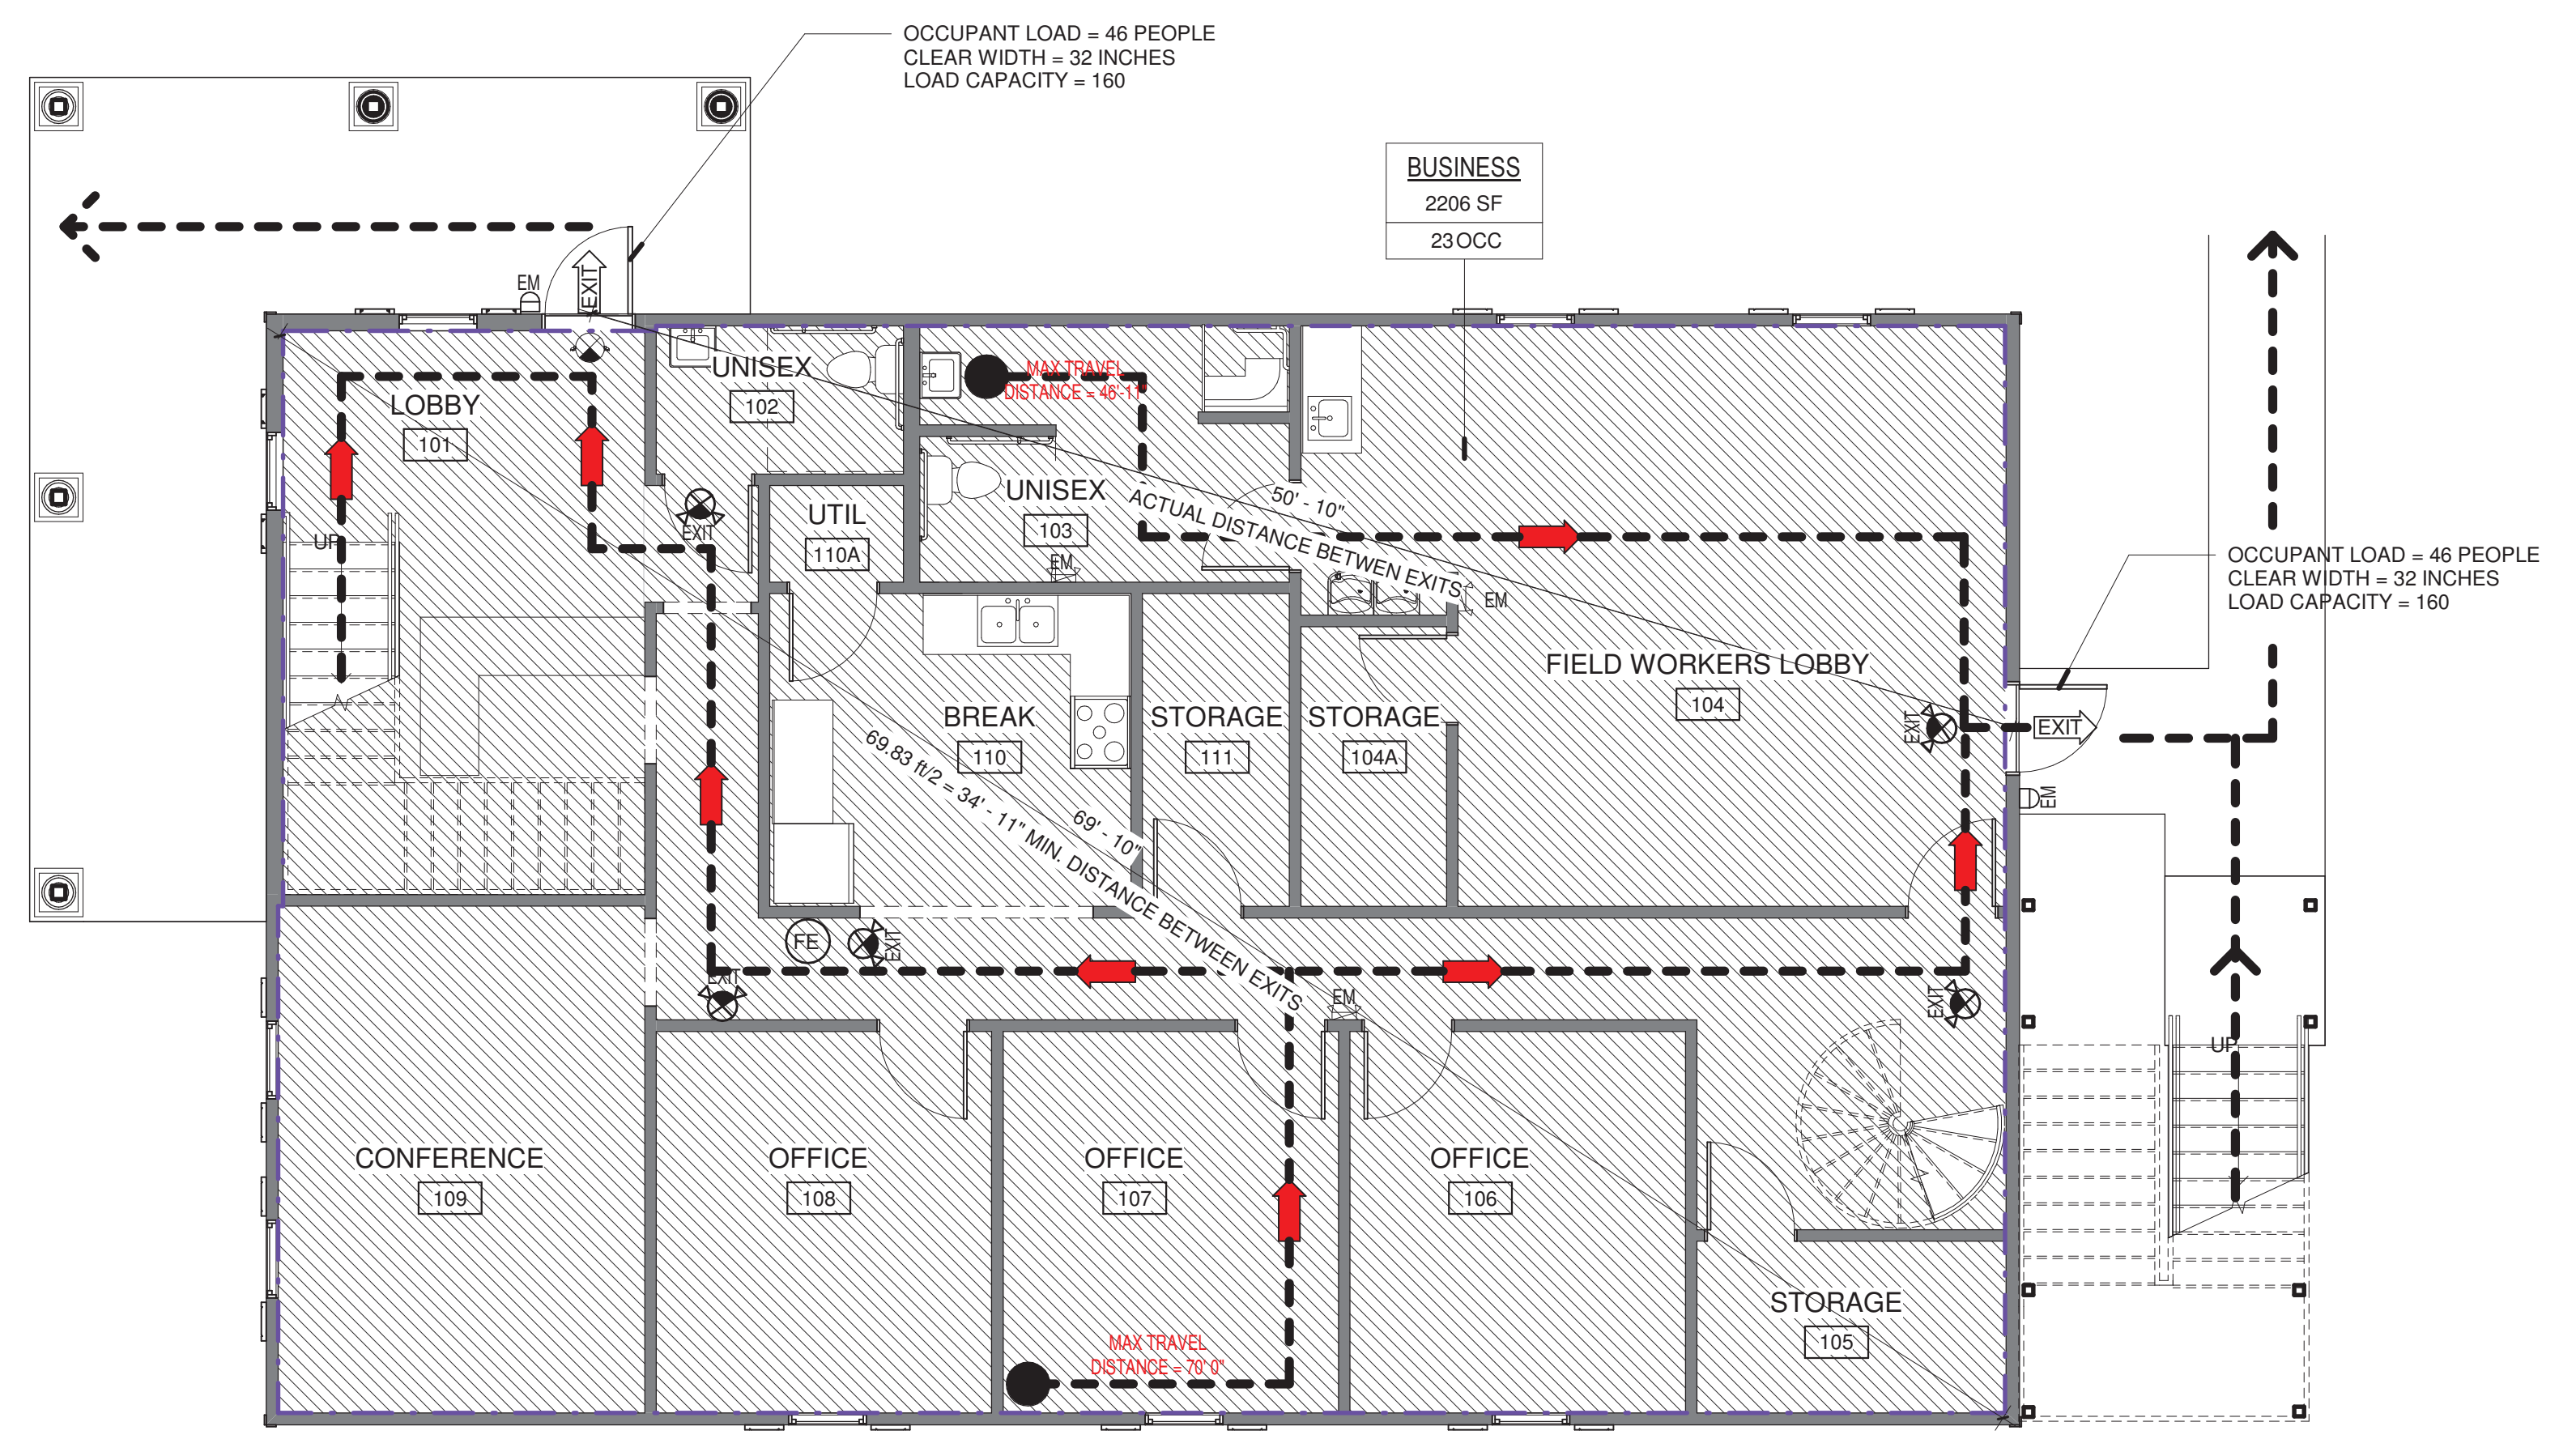 OCCUPANT LOAD = 46 PEOPLE
CLEAR WIDTH = 32 INCHES
LOAD CAPACITY = 160
BUSINESS
2206 SF
23 OCC
EM
EXIT
UNISEX
102
MAX TRAVEL
DISTANCE = 46'-11"
LOBBY
101
UNISEX
103
EM
50' - 10"
ACTUAL DISTANCE BETWEN EXITS
EXIT
UTIL
110A
UP
EM
OCCUPANT LOAD = 46 PEOPLE
CLEAR WIDTH = 32 INCHES
LOAD CAPACITY = 160
FIELD WORKERS LOBBY
104
BREAK
110
STORAGE
111
STORAGE
104A
EXIT
EXIT
EM
69' - 10"
69.83 ft/2 = 34' - 11" MIN. DISTANCE BETWEEN EXITS
FE
EXIT
EXIT
EM
EXIT
UP
CONFERENCE
109
OFFICE
108
OFFICE
107
OFFICE
106
STORAGE
105
MAX TRAVEL
DISTANCE = 70' 0"